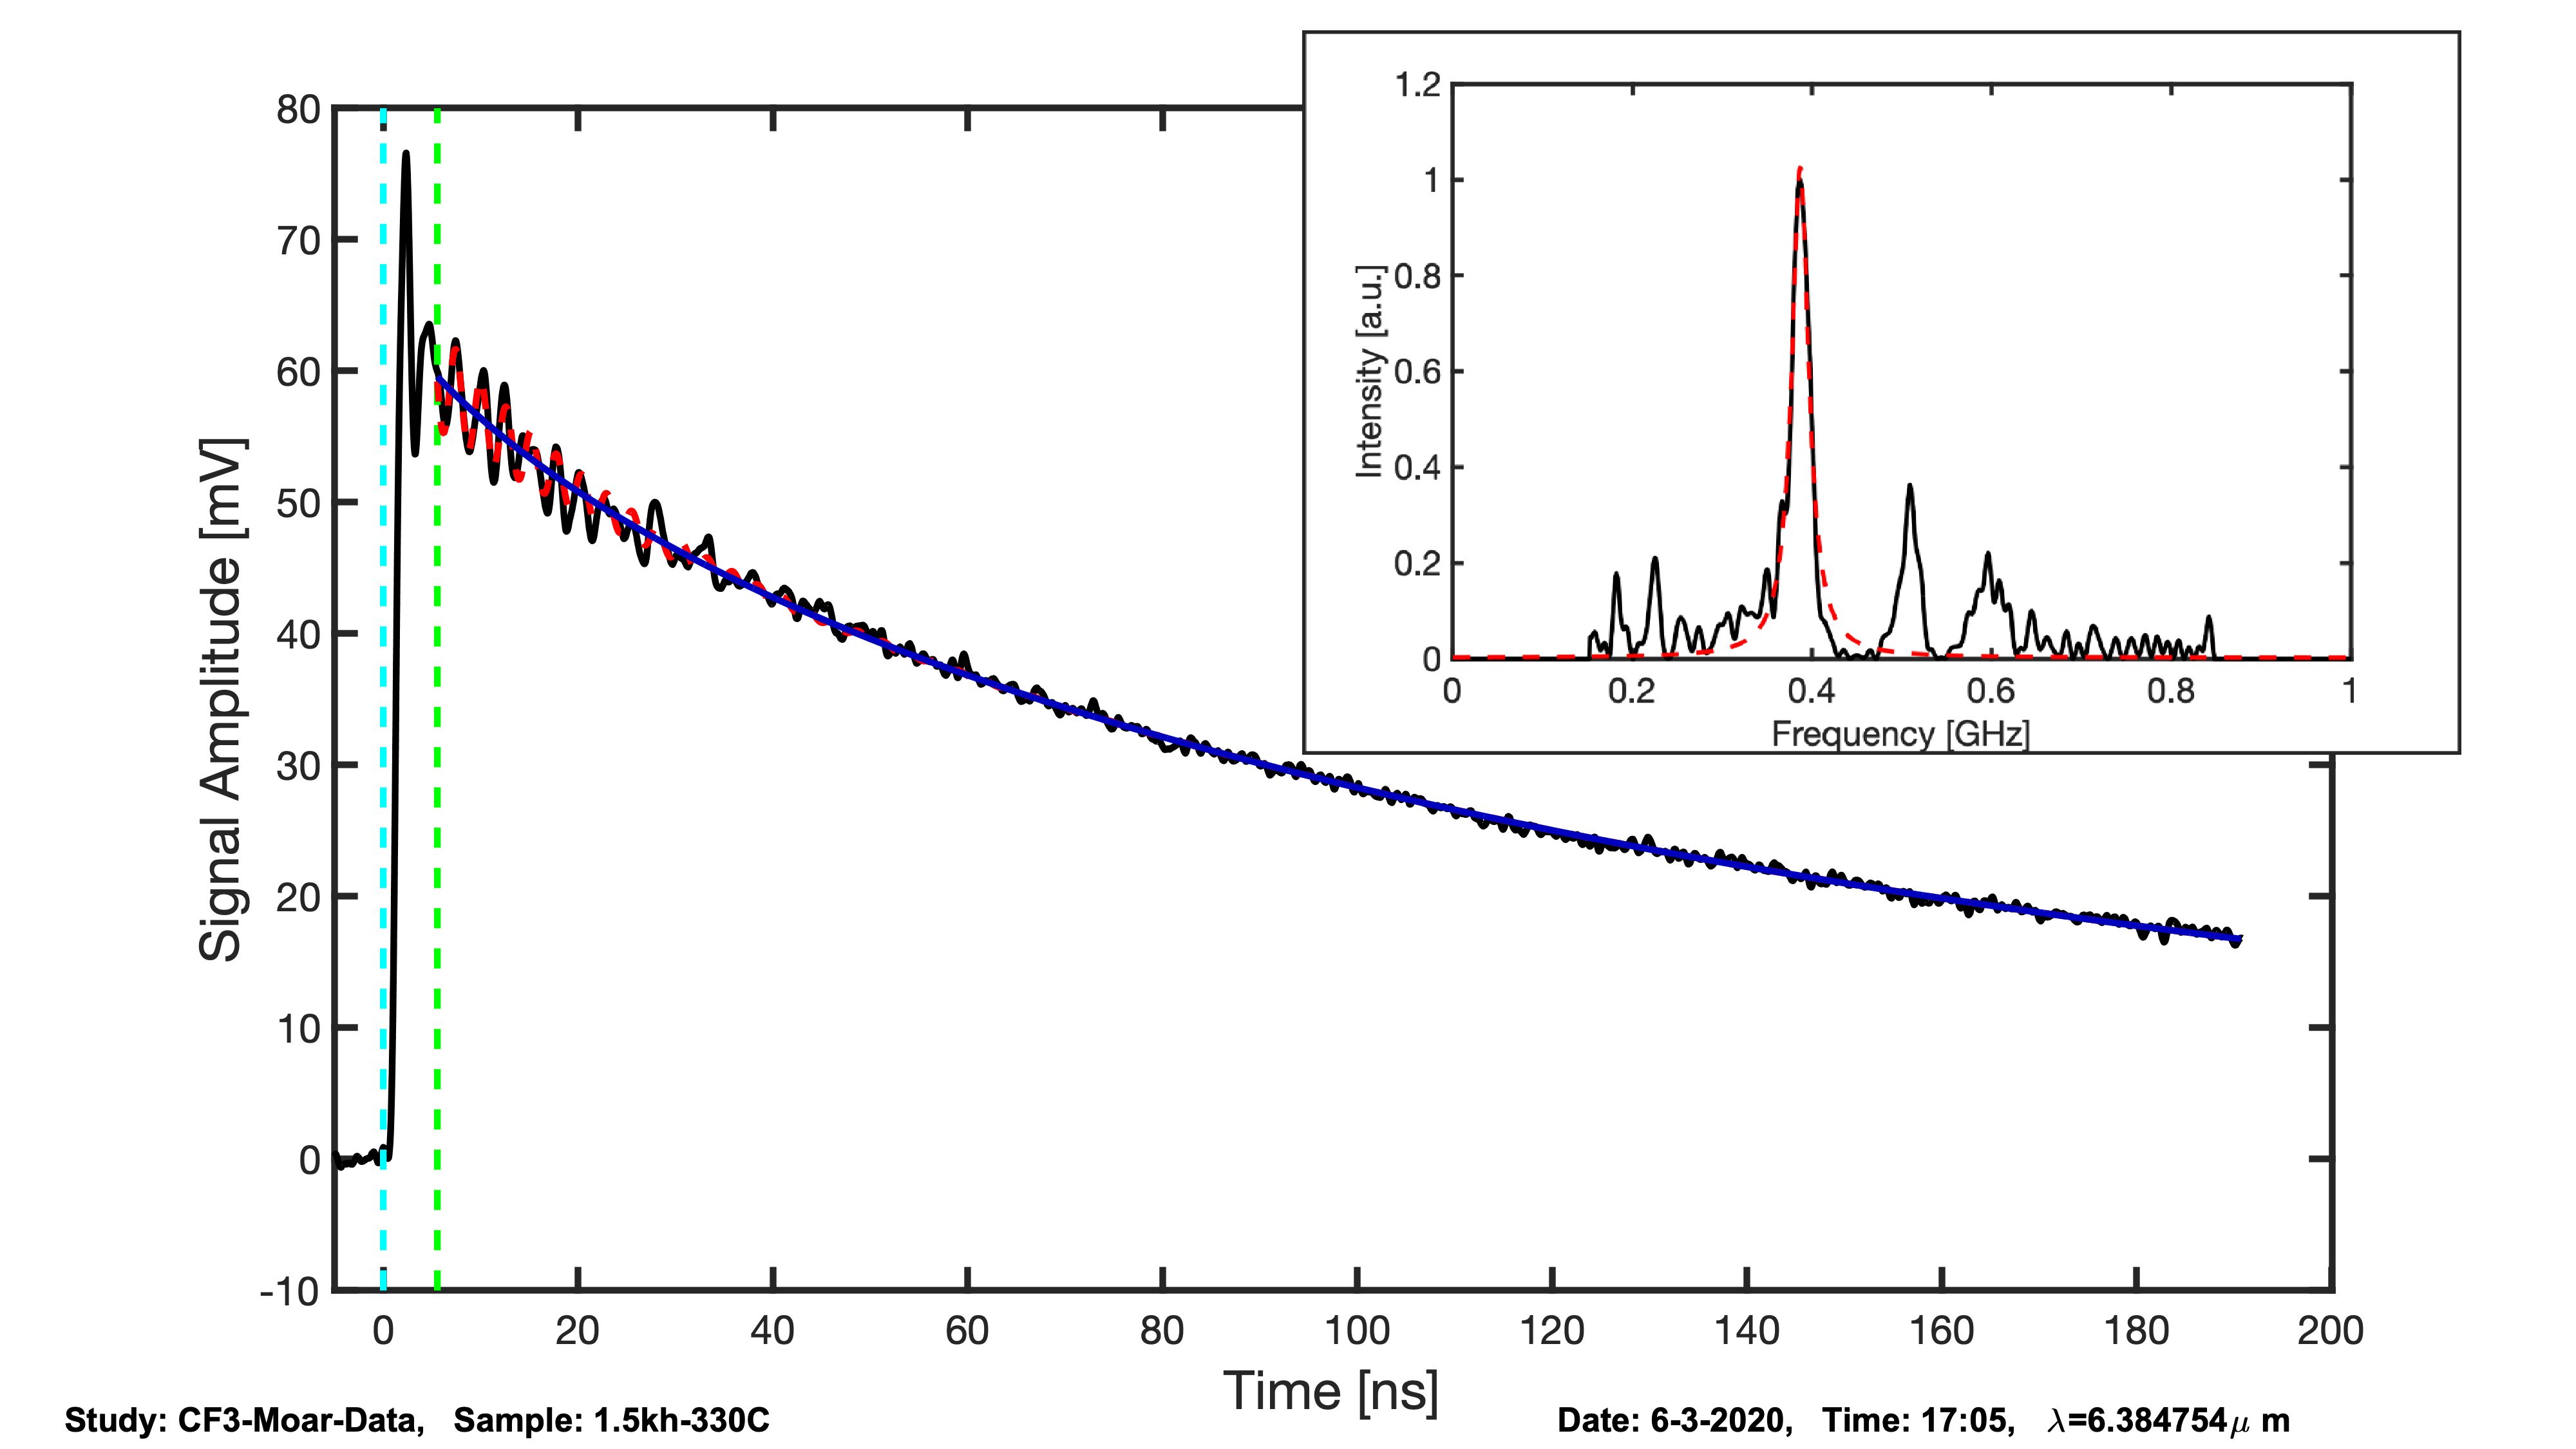 1.2
1
0.8
0.6
0.4
0.2
0
Intensity [a.u.]
0 0.2 0.4 0.6 0.8 1
Frequency [GHz]
80
70
60
50
40
30
20
10
0
-10
Signal Amplitude [mV]
0 20 40 60 80 100 120 140 160 180 200
Time [ns]
Study: CF3-Moar-Data, Sample: 1.5kh-330C
Date: 6-3-2020, Time: 17:05, λ=6.384754μ m